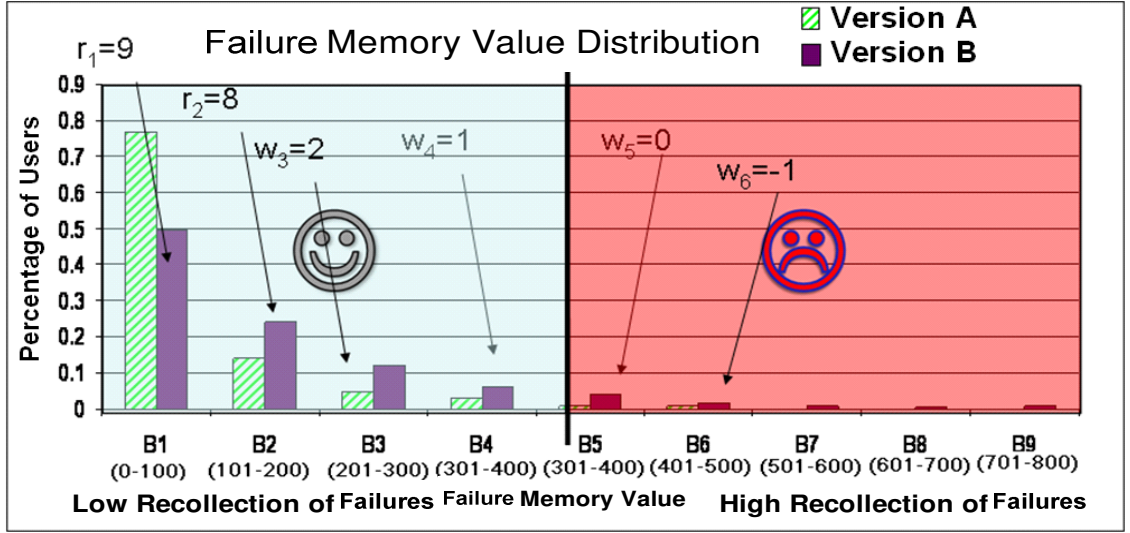 Failure Memory Value Distribution
Version A
Version B
r1=9
r2=8
w3=2
w4=1
w5=0
w6=-1
Percentage of Users
0.9
0.8
0.7
0.6
0.5
0.4
0.3
0.2
0.1
0
B1 B2 B3 B4 B5 B6 B7 B8 B9
(0-100) (101-200) (201-300) (301-400) (301-400) (401-500) (501-600) (601-700) (701-800)
Low Recollection of Failures Failure Memory Value High Recollection of Failures